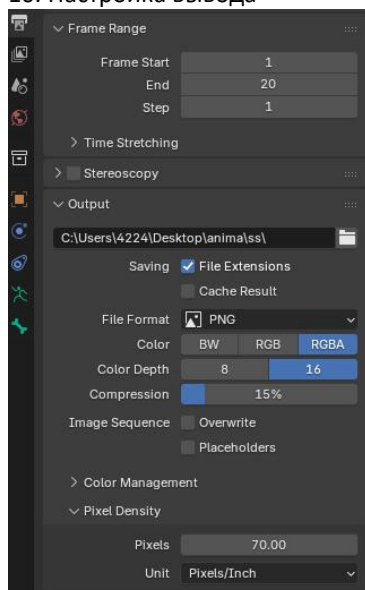 Frame Range
Frame Start 1
End 20
Step 1
Time Stretching
Stereoscopy
Output
C:\Users\4224\Desktop\anima\ss\
Saving File Extensions
Cache Result
File Format PNG
Color BW RGB RGBA
Color Depth 8 16
Compression 15%
Image Sequence Overwrite
Placeholders
Color Management
Pixel Density
Pixels 70.00
Unit Pixels/Inch